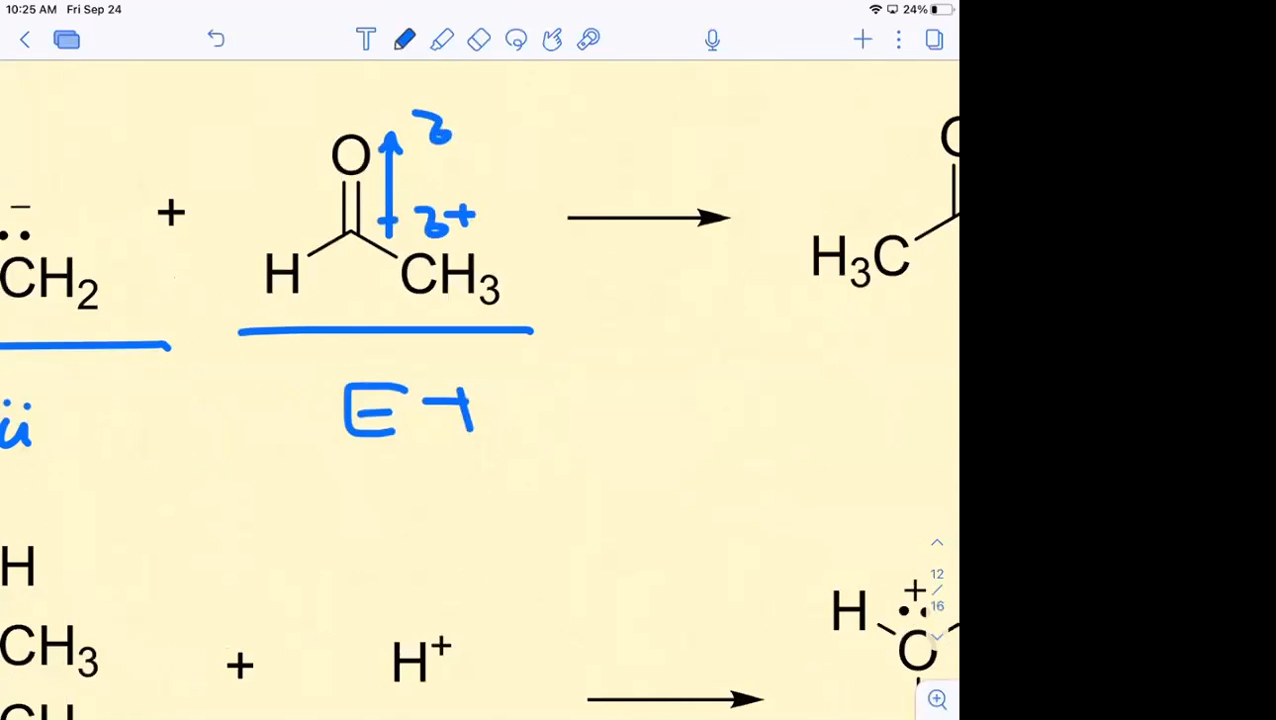 10:25 AM Fri Sep 24
24%
T
O
δ
δ+
–
··
CH2
+
H
CH3
O
H3C
E+
H
CH3
+
H+
H
+
··
O
12
/
16